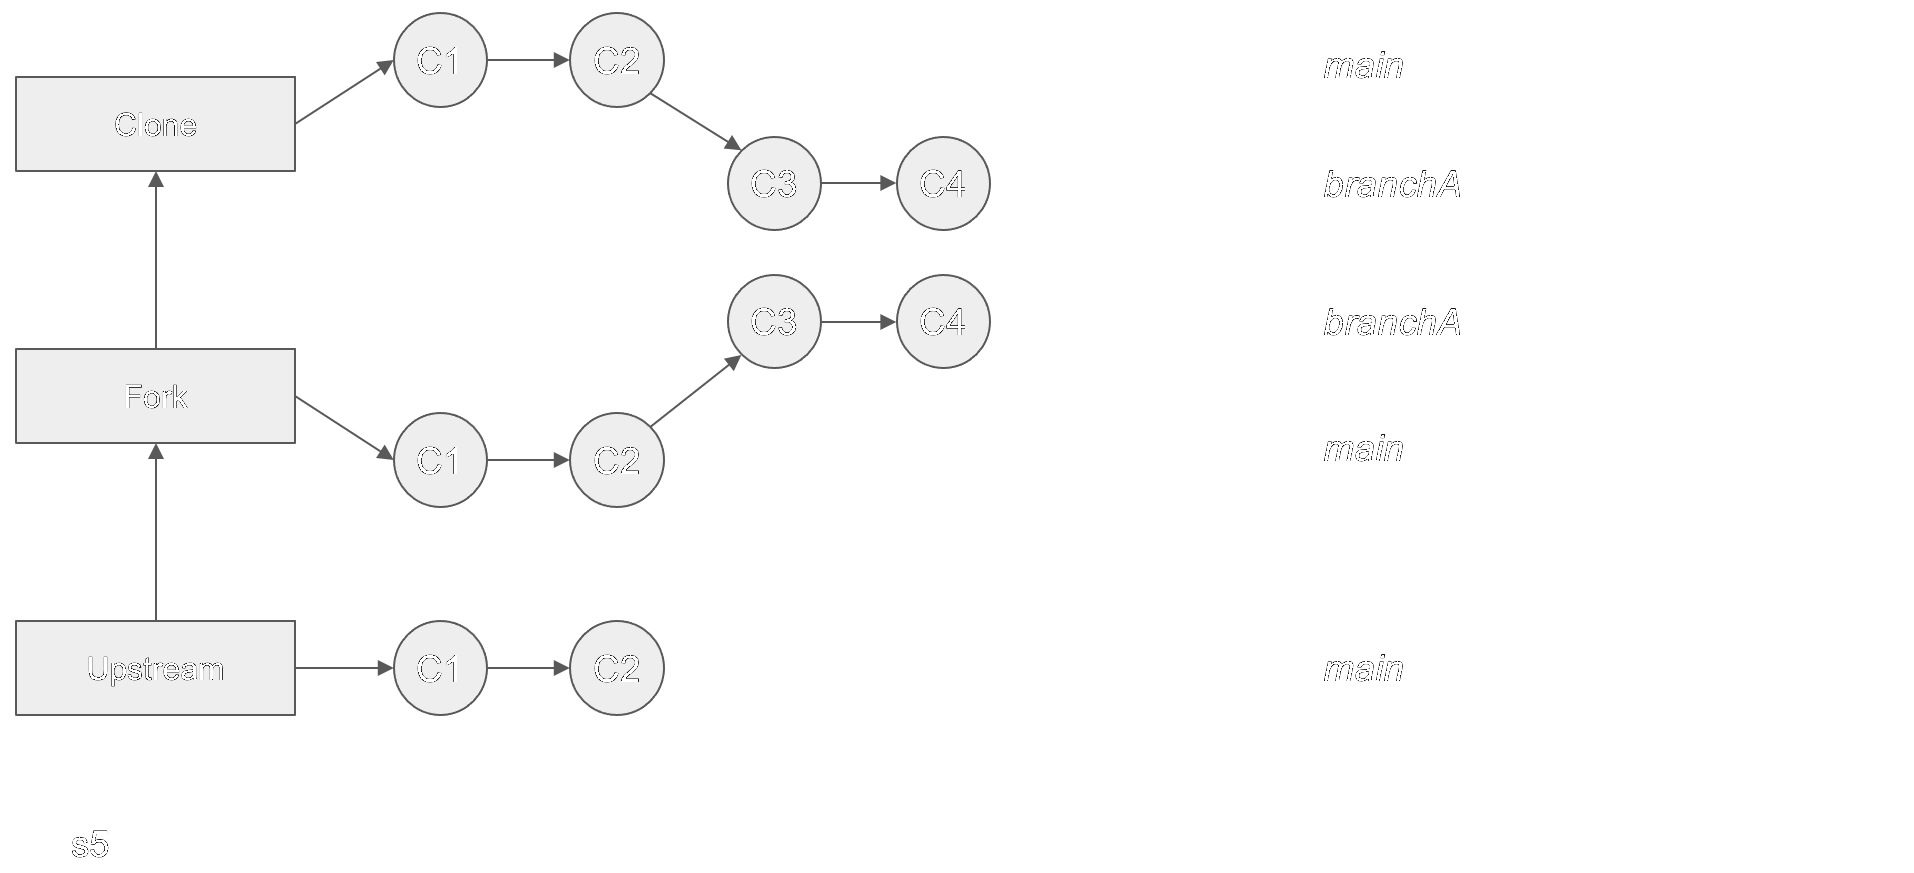 C1
C2
main
Clone
C3
C4
branchA
C3
C4
branchA
Fork
C1
C2
main
Upstream
C1
C2
main
s5